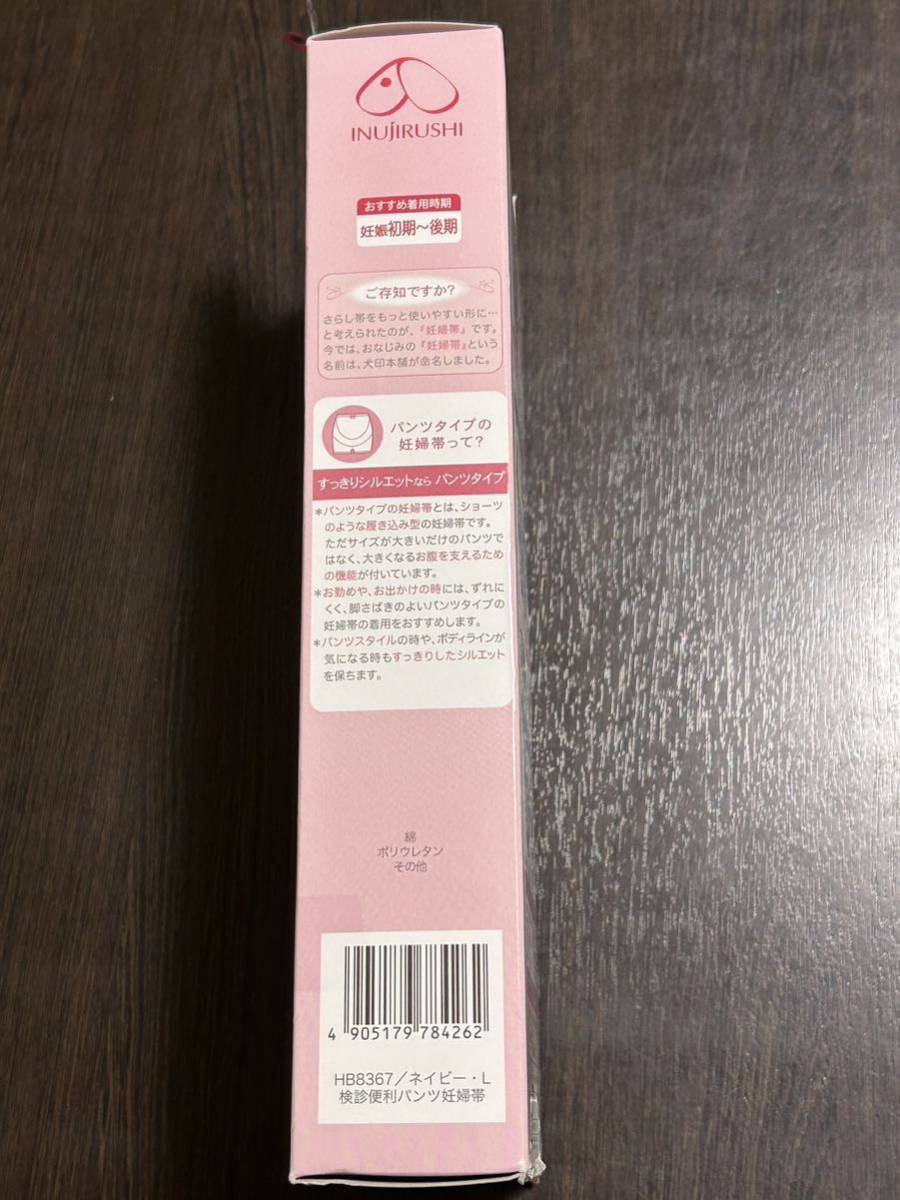 INUJIRUSHI
おすすめ着用時期
妊娠初期〜後期
ご存知ですか?
さらし帯をもっと使いやすい形に…
と考えられたのが、『妊婦帯』です。
今では、おなじみの『妊婦帯』という
名前は、犬印本舗が命名しました。
パンツタイプの
妊婦帯って?
すっきりシルエットなら パンツタイプ
*パンツタイプの妊婦帯とは、ショーツ
のような履き込み型の妊婦帯です。
ただサイズが大きいだけのパンツで
はなく、大きくなるお腹を支えるため
の機能が付いています。
*お勤めや、お出かけの時には、ずれに
くく、脚さばきのよいパンツタイプの
妊婦帯の着用をおすすめします。
*パンツスタイルの時や、ボディラインが
気になる時もすっきりしたシルエット
を保ちます。
綿
ポリウレタン
その他
4 905179 784262
HB8367/ネイビー・L
検診便利パンツ妊婦帯